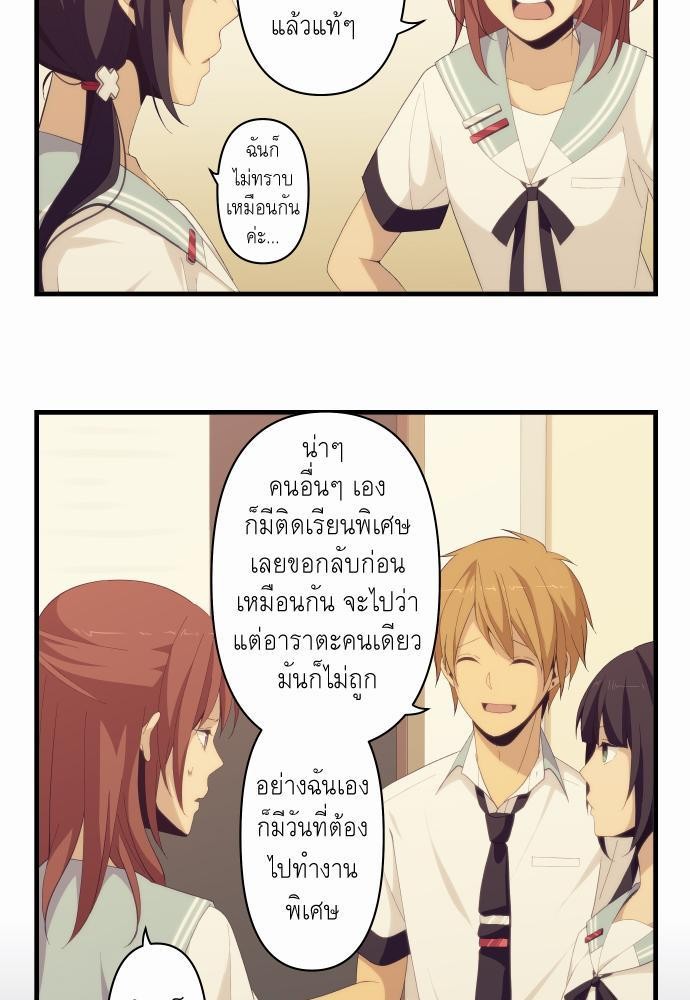 แล้วแท้ๆ
ฉันก็
ไม่ทราบ
เหมือนกัน
ค่ะ...
น่าๆ
คนอื่นๆ เอง
ก็มีติดเรียนพิเศษ
เลยขอกลับก่อน
เหมือนกัน จะไปว่า
แต่อาราตะคนเดียว
มันก็ไม่ถูก
อย่างฉันเอง
ก็มีวันที่ต้อง
ไปทำงาน
พิเศษ